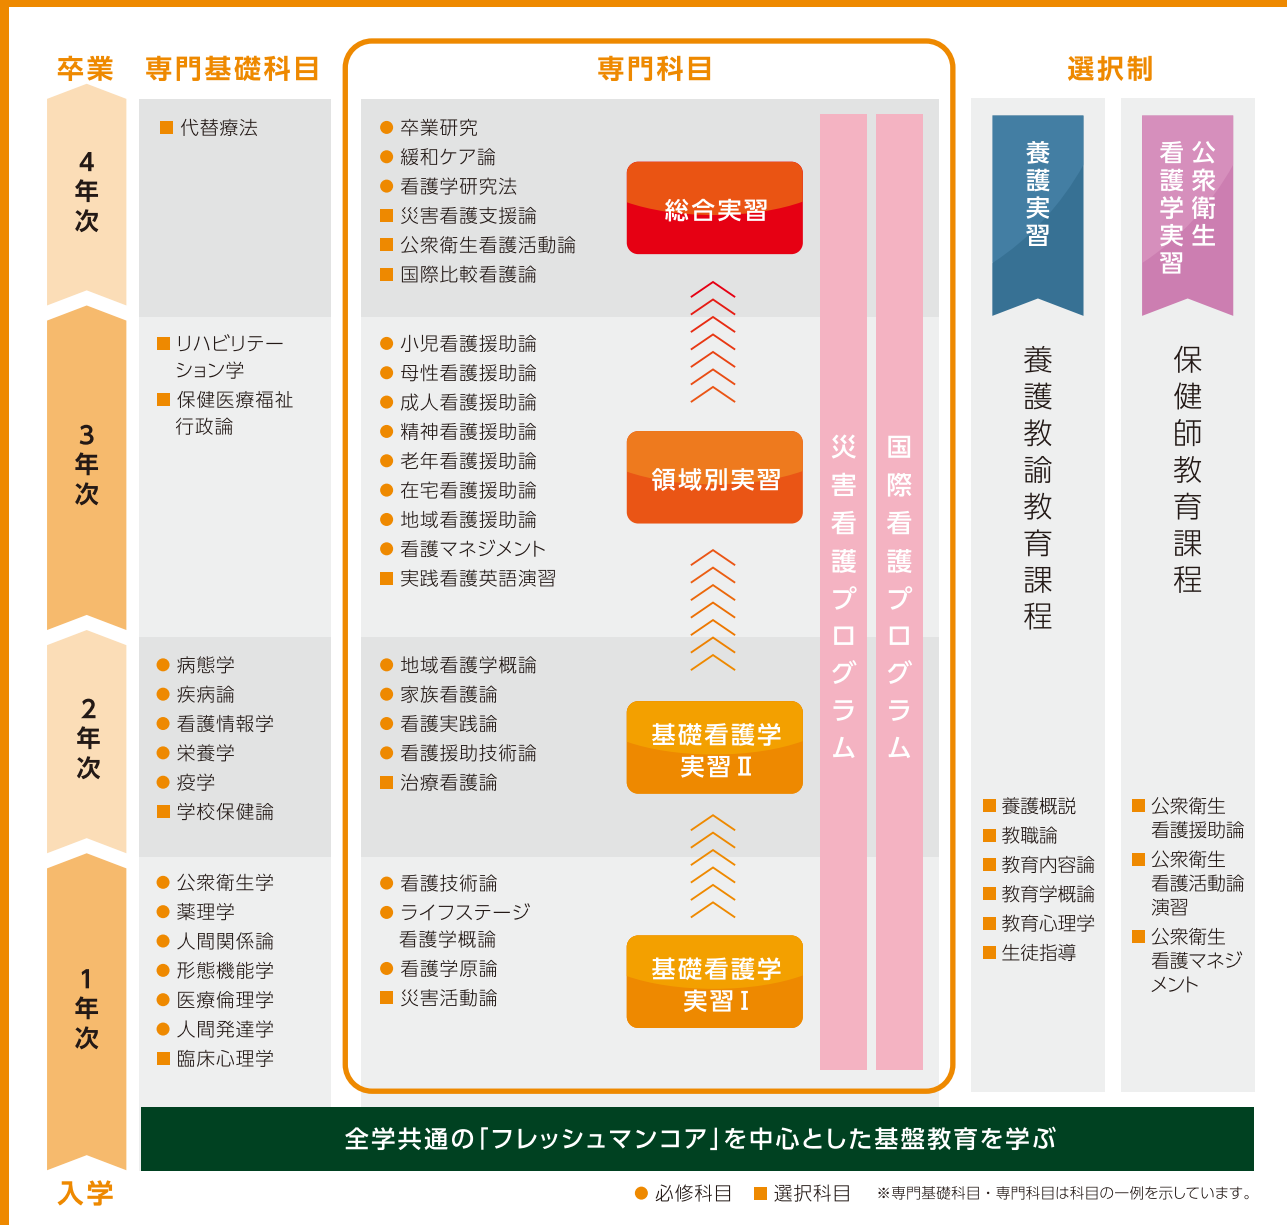 卒業
専門基礎科目
専門科目
選択制
4年次
■ 代替療法
● 卒業研究
● 緩和ケア論
● 看護学研究法
■ 災害看護支援論
■ 公衆衛生看護活動論
■ 国際比較看護論
総合実習
3年次
■ リハビリテー
ション学
■ 保健医療福祉
行政論
● 小児看護援助論
● 母性看護援助論
● 成人看護援助論
● 精神看護援助論
● 老年看護援助論
● 在宅看護援助論
● 地域看護援助論
● 看護マネジメント
■ 実践看護英語演習
領域別実習
2年次
● 病態学
● 疾病論
● 看護情報学
● 栄養学
● 疫学
■ 学校保健論
● 地域看護学概論
● 家族看護論
● 看護実践論
● 看護援助技術論
■ 治療看護論
基礎看護学
実習Ⅱ
1年次
● 公衆衛生学
● 薬理学
● 人間関係論
● 形態機能学
● 医療倫理学
● 人間発達学
■ 臨床心理学
● 看護技術論
● ライフステージ
看護学概論
● 看護学原論
■ 災害活動論
基礎看護学
実習Ⅰ
災害看護プログラム
国際看護プログラム
養護実習
養護教諭教育課程
■ 養護概説
■ 教職論
■ 教育内容論
■ 教育学概論
■ 教育心理学
■ 生徒指導
公衆衛生
看護学実習
保健師教育課程
■ 公衆衛生
看護援助論
■ 公衆衛生
看護活動論
演習
■ 公衆衛生
看護マネジ
メント
全学共通の「フレッシュマンコア」を中心とした基盤教育を学ぶ
入学
● 必修科目 ■ 選択科目 ※専門基礎科目・専門科目は科目の一例を示しています。